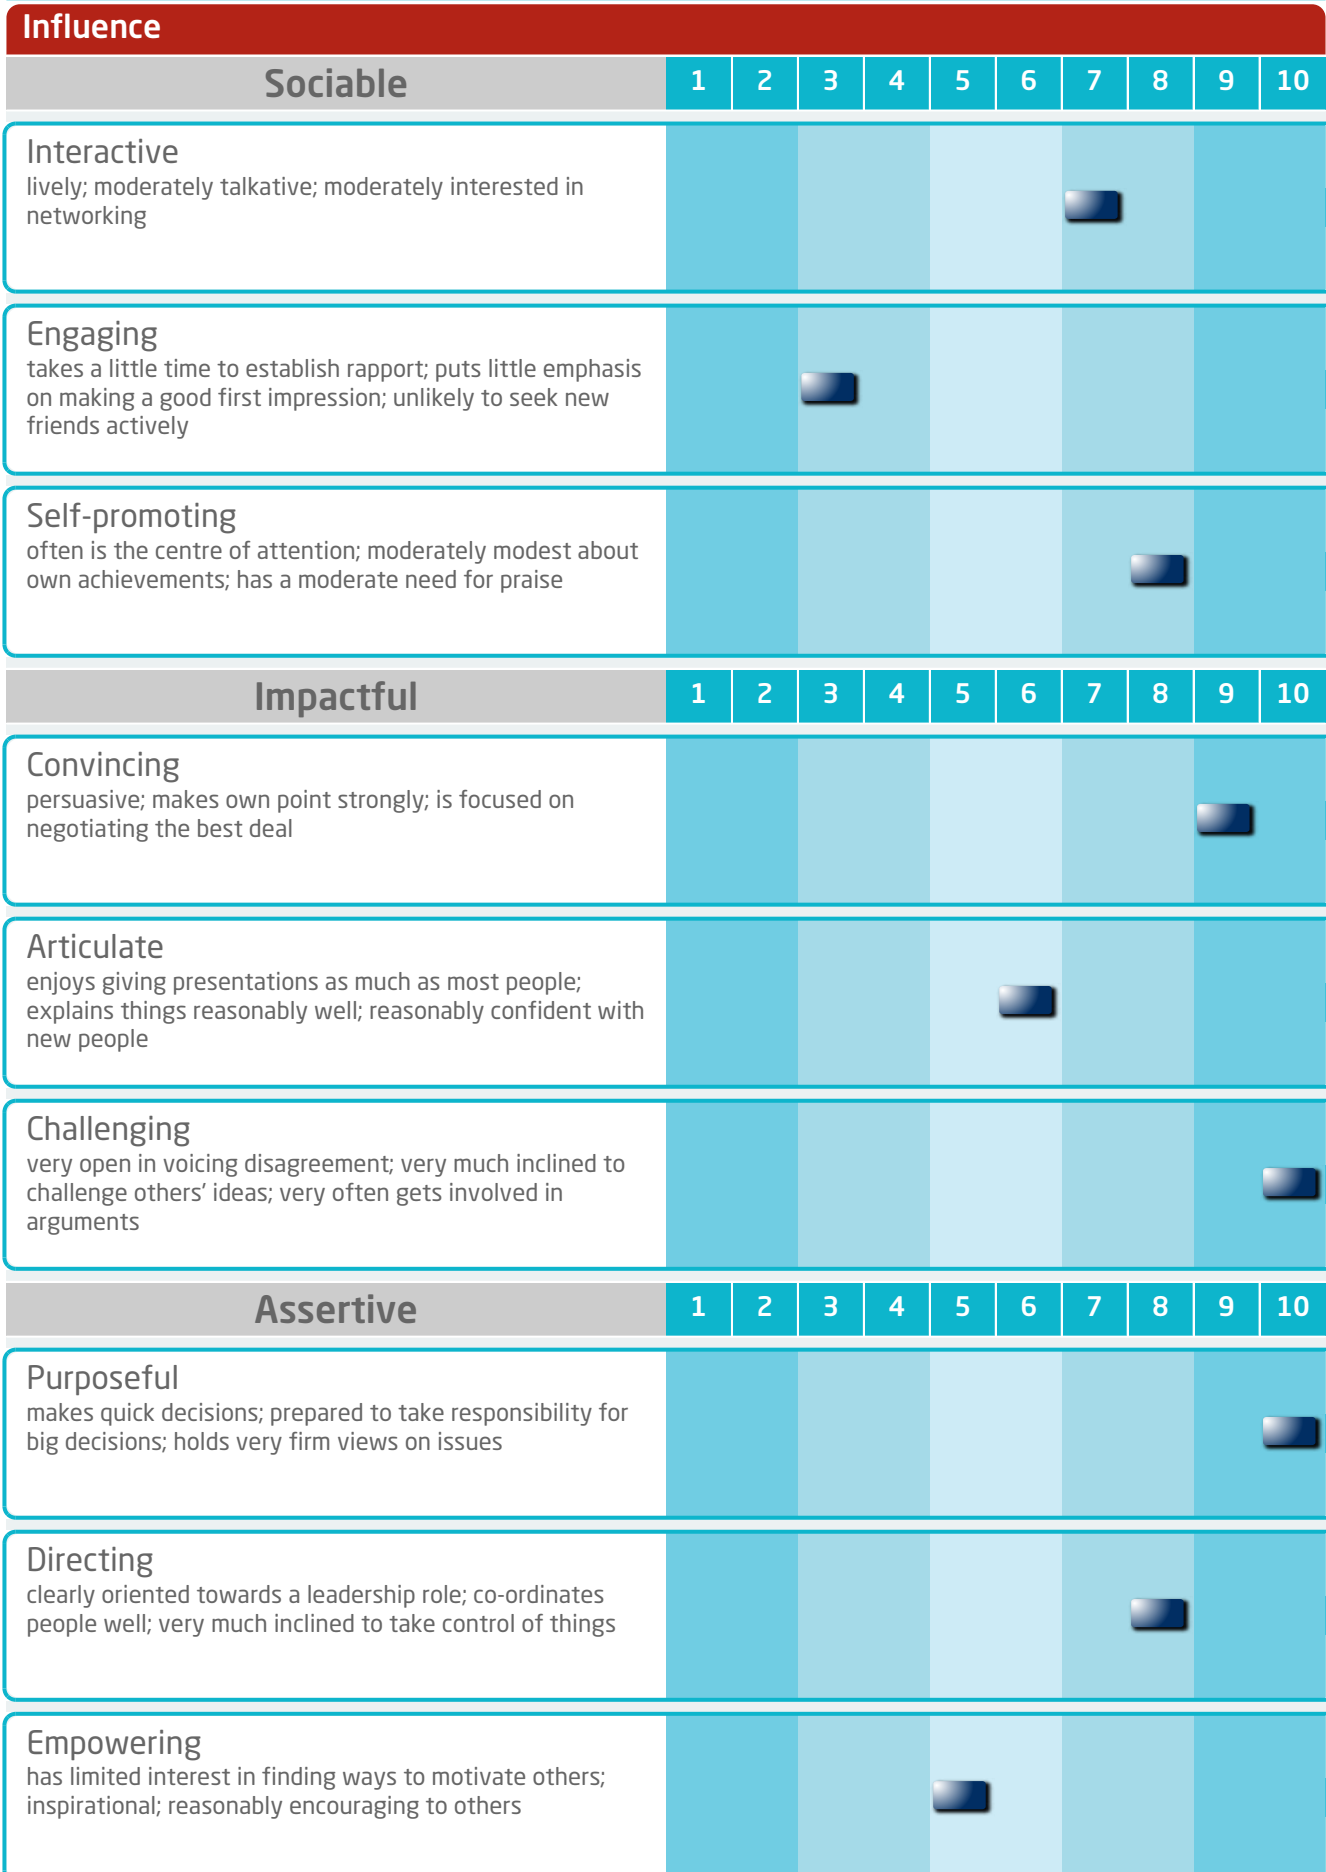 Influence
Sociable 1 2 3 4 5 6 7 8 9 10
Interactive
lively; moderately talkative; moderately interested in
networking
Engaging
takes a little time to establish rapport; puts little emphasis
on making a good first impression; unlikely to seek new
friends actively
Self-promoting
often is the centre of attention; moderately modest about
own achievements; has a moderate need for praise
Impactful 1 2 3 4 5 6 7 8 9 10
Convincing
persuasive; makes own point strongly; is focused on
negotiating the best deal
Articulate
enjoys giving presentations as much as most people;
explains things reasonably well; reasonably confident with
new people
Challenging
very open in voicing disagreement; very much inclined to
challenge others' ideas; very often gets involved in
arguments
Assertive 1 2 3 4 5 6 7 8 9 10
Purposeful
makes quick decisions; prepared to take responsibility for
big decisions; holds very firm views on issues
Directing
clearly oriented towards a leadership role; co-ordinates
people well; very much inclined to take control of things
Empowering
has limited interest in finding ways to motivate others;
inspirational; reasonably encouraging to others